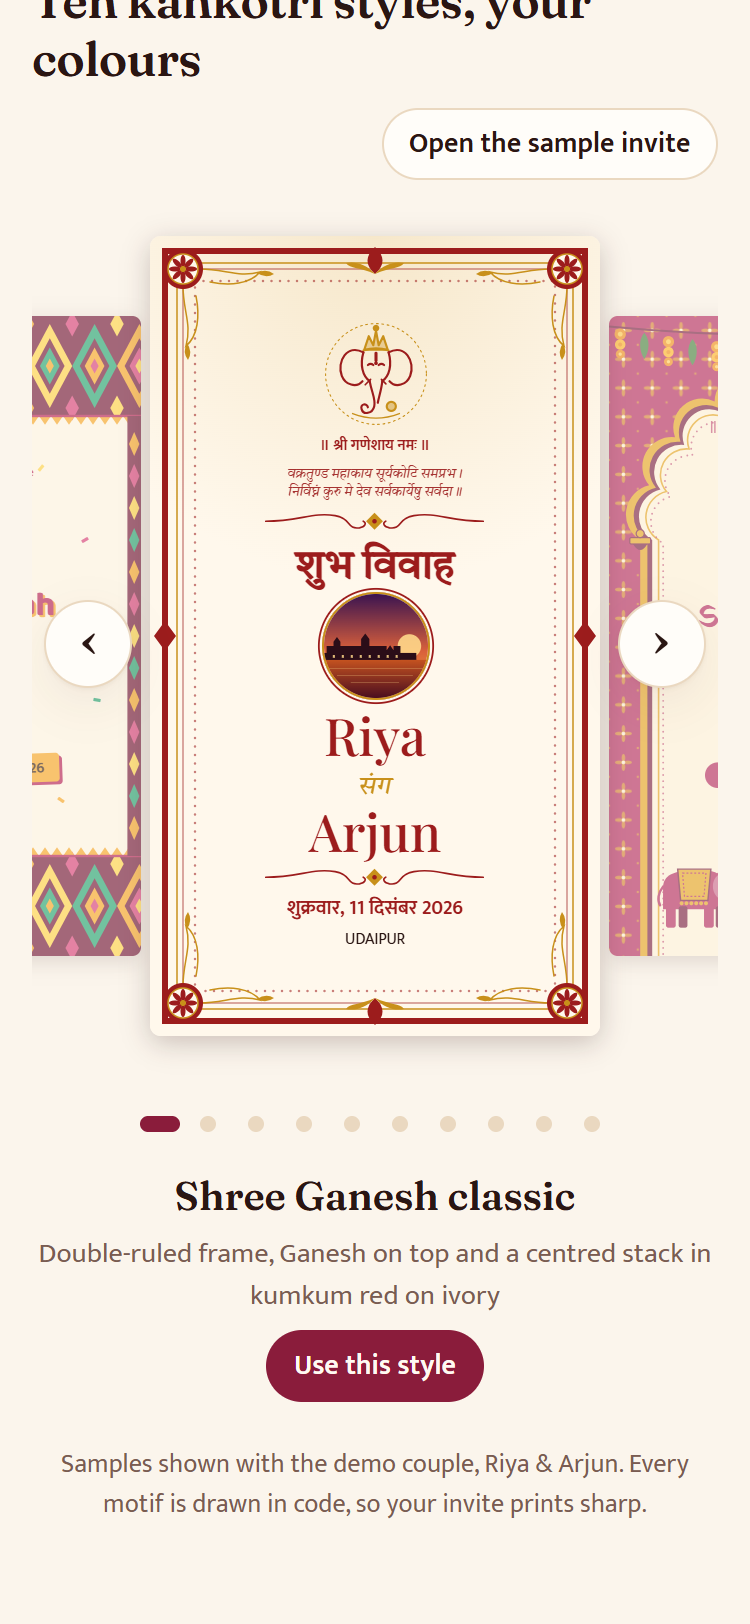 Ten kankotri styles, your
colours
Open the sample invite
॥ श्री गणेशाय नमः ॥
वक्रतुण्ड महाकाय सूर्यकोटि समप्रभ।
निर्विघ्नं कुरु मे देव सर्वकार्येषु सर्वदा॥
शुभ विवाह
Riya
संग
Arjun
शुक्रवार, 11 दिसंबर 2026
UDAIPUR
Shree Ganesh classic
Double-ruled frame, Ganesh on top and a centred stack in
kumkum red on ivory
Use this style
Samples shown with the demo couple, Riya & Arjun. Every
motif is drawn in code, so your invite prints sharp.